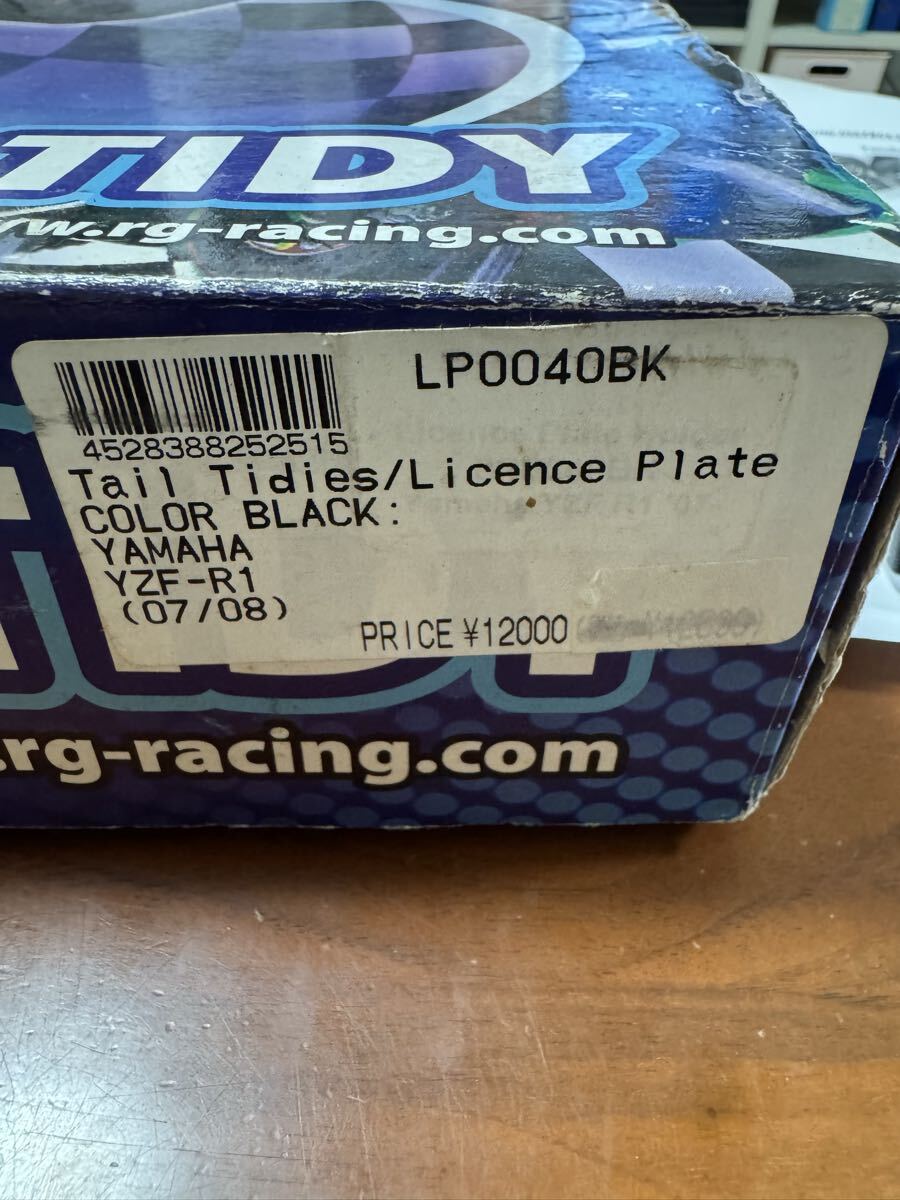 TIDY
w.rg-racing.com
LP0040BK
4528388252515
Tail Tidies/Licence Plate
COLOR BLACK:
YAMAHA
YZF-R1
(07/08)
PRICE ¥12000
.rg-racing.com